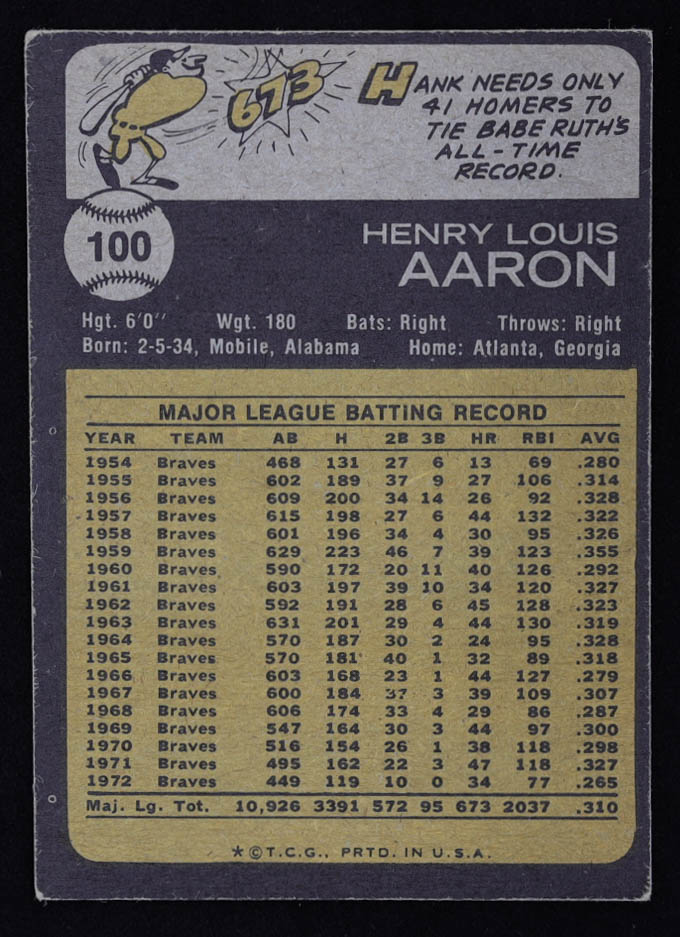 673
HANK NEEDS ONLY
41 HOMERS TO
TIE BABE RUTH'S
ALL-TIME
RECORD.
100
HENRY LOUIS
AARON
Hgt. 6'0" Wgt. 180 Bats: Right Throws: Right
Born: 2-5-34, Mobile, Alabama Home: Atlanta, Georgia
MAJOR LEAGUE BATTING RECORD
YEAR TEAM AB H 2B 3B HR RBI AVG
1954 Braves 468 131 27 6 13 69 .280
1955 Braves 602 189 37 9 27 106 .314
1956 Braves 609 200 34 14 26 92 .328
1957 Braves 615 198 27 6 44 132 .322
1958 Braves 601 196 34 4 30 95 .326
1959 Braves 629 223 46 7 39 123 .355
1960 Braves 590 172 20 11 40 126 .292
1961 Braves 603 197 39 10 34 120 .327
1962 Braves 592 191 28 6 45 128 .323
1963 Braves 631 201 29 4 44 130 .319
1964 Braves 570 187 30 2 24 95 .328
1965 Braves 570 181 40 1 32 89 .318
1966 Braves 603 168 23 1 44 127 .279
1967 Braves 600 184 37 3 39 109 .307
1968 Braves 606 174 33 4 29 86 .287
1969 Braves 547 164 30 3 44 97 .300
1970 Braves 516 154 26 1 38 118 .298
1971 Braves 495 162 22 3 47 118 .327
1972 Braves 449 119 10 0 34 77 .265
Maj. Lg. Tot. 10,926 3391 572 95 673 2037 .310
*©T.C.G., PRTD. IN U.S.A.